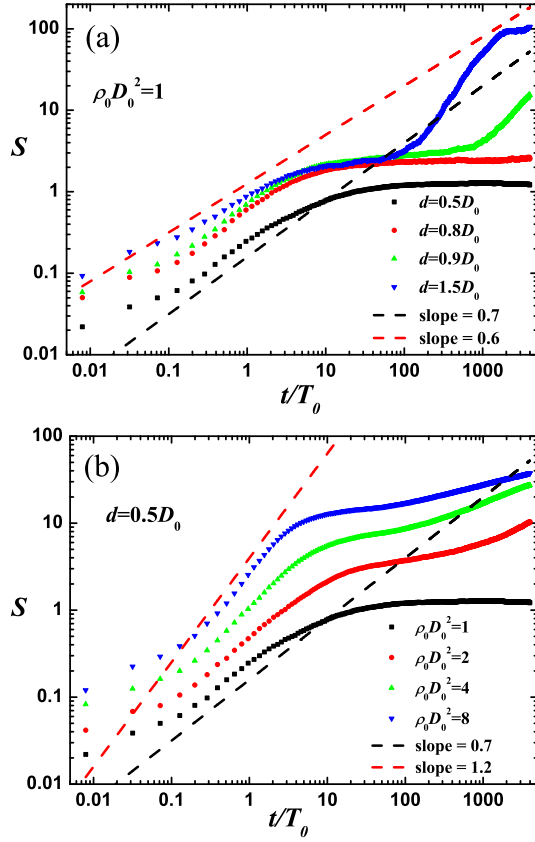 (a)
ρ₀D₀²=1
S
100
10
1
0.1
0.01
d=0.5D₀
d=0.8D₀
d=0.9D₀
d=1.5D₀
slope = 0.7
slope = 0.6
0.01 0.1 1 10 100 1000
t/T₀
(b)
d=0.5D₀
S
100
10
1
0.1
0.01
ρ₀D₀²=1
ρ₀D₀²=2
ρ₀D₀²=4
ρ₀D₀²=8
slope = 0.7
slope = 1.2
0.01 0.1 1 10 100 1000
t/T₀